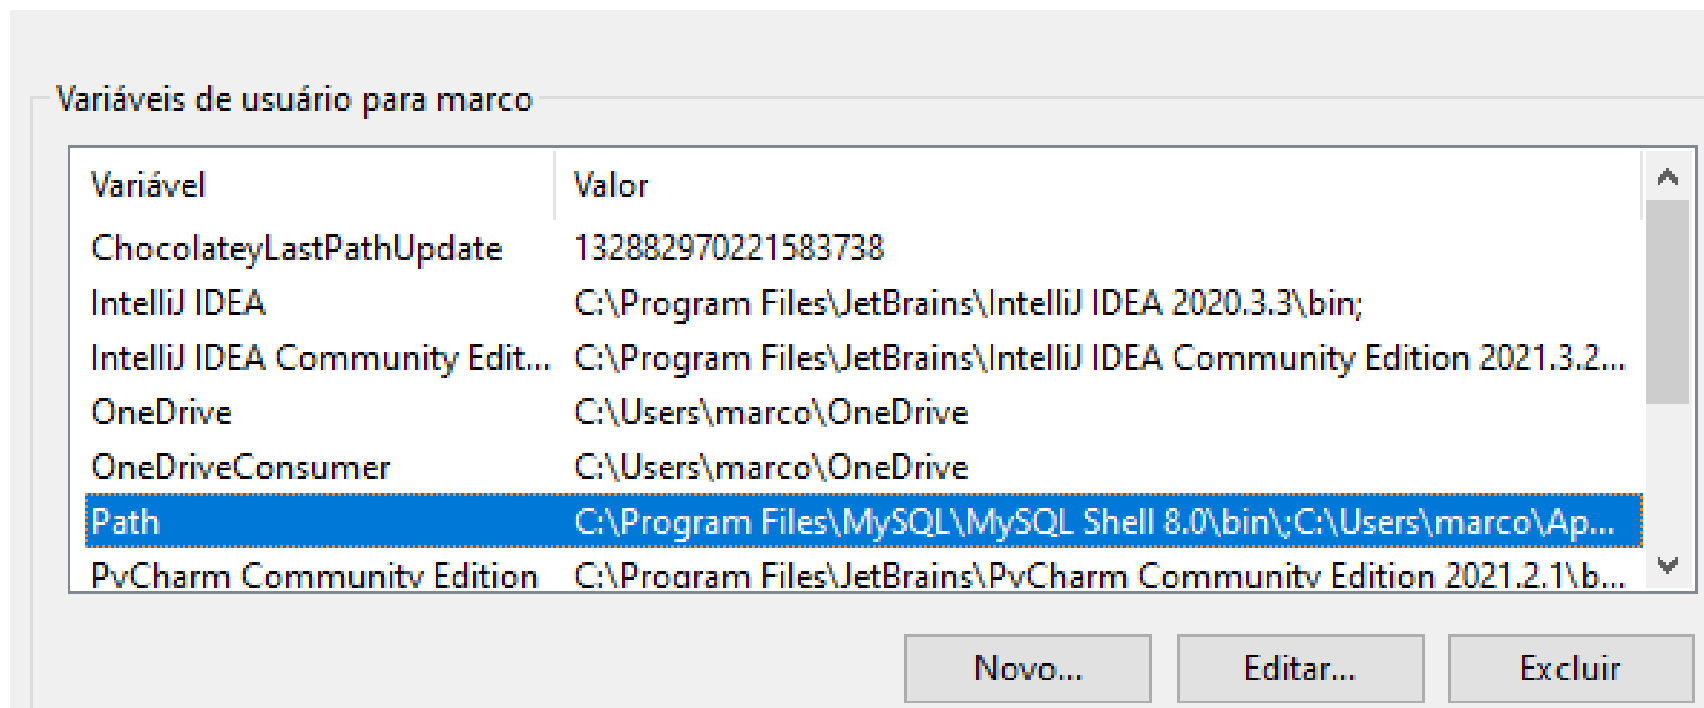 Variáveis de usuário para marco
Variável Valor
ChocolateyLastPathUpdate 132882970221583738
IntelliJ IDEA C:\Program Files\JetBrains\IntelliJ IDEA 2020.3.3\bin;
IntelliJ IDEA Community Edit... C:\Program Files\JetBrains\IntelliJ IDEA Community Edition 2021.3.2...
OneDrive C:\Users\marco\OneDrive
OneDriveConsumer C:\Users\marco\OneDrive
Path C:\Program Files\MySQL\MySQL Shell 8.0\bin\;C:\Users\marco\Ap...
PyCharm Community Edition C:\Program Files\JetBrains\PyCharm Community Edition 2021.2.1\b...
Novo... Editar... Excluir